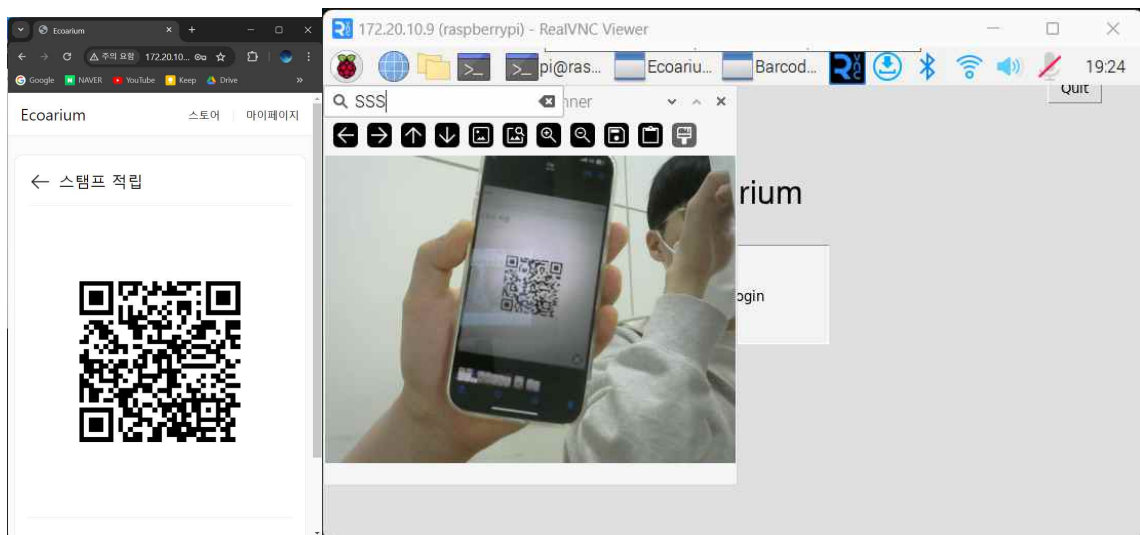 Ecoarium
주의 요함
172.20.10...
Google
NAVER
YouTube
Keep
Drive
»
Ecoarium
스토어
마이페이지
← 스탬프 적립
172.20.10.9 (raspberrypi) - RealVNC Viewer
pi@ras...
Ecoariu...
Barcod...
19:24
SSS
nner
Quit
rium
ogin